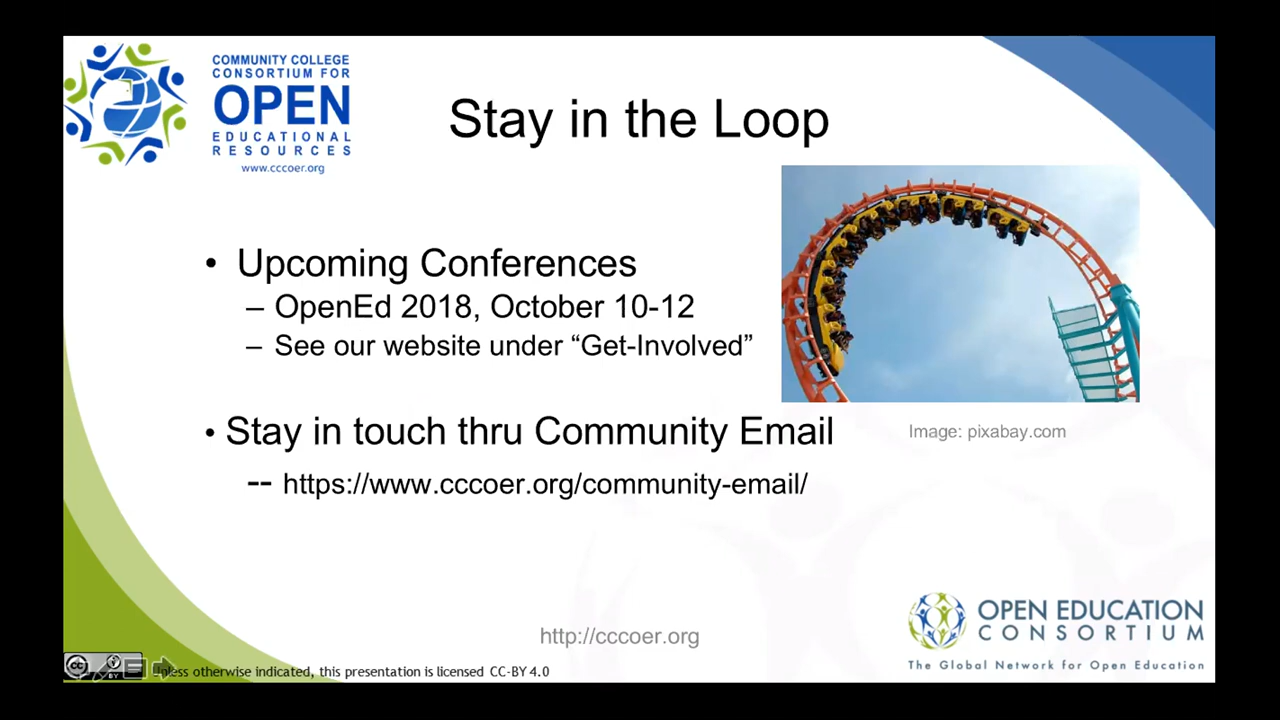 COMMUNITY COLLEGE
CONSORTIUM FOR
OPEN
EDUCATIONAL
RESOURCES
www.cccoer.org
Stay in the Loop
• Upcoming Conferences
– OpenEd 2018, October 10-12
– See our website under “Get-Involved”
• Stay in touch thru Community Email
-- https://www.cccoer.org/community-email/
Image: pixabay.com
http://cccoer.org
OPEN EDUCATION
CONSORTIUM
The Global Network for Open Education
cc BY
Unless otherwise indicated, this presentation is licensed CC-BY 4.0